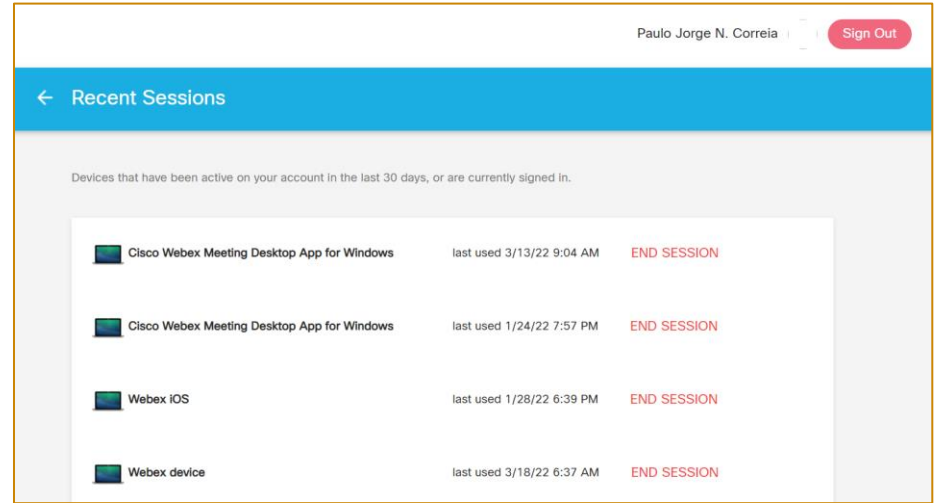 Paulo Jorge N. Correia Sign Out
← Recent Sessions
Devices that have been active on your account in the last 30 days, or are currently signed in.
Cisco Webex Meeting Desktop App for Windows last used 3/13/22 9:04 AM END SESSION
Cisco Webex Meeting Desktop App for Windows last used 1/24/22 7:57 PM END SESSION
Webex iOS last used 1/28/22 6:39 PM END SESSION
Webex device last used 3/18/22 6:37 AM END SESSION